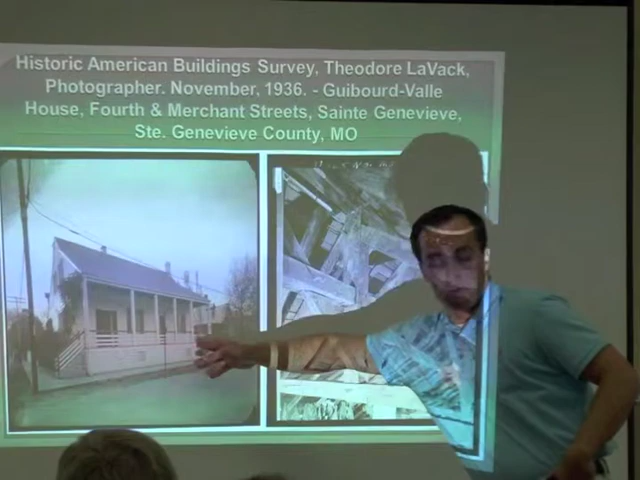 Historic American Buildings Survey, Theodore LaVack,
Photographer. November, 1936. - Guibourd-Valle
House, Fourth & Merchant Streets, Sainte Genevieve,
Ste. Genevieve County, MO